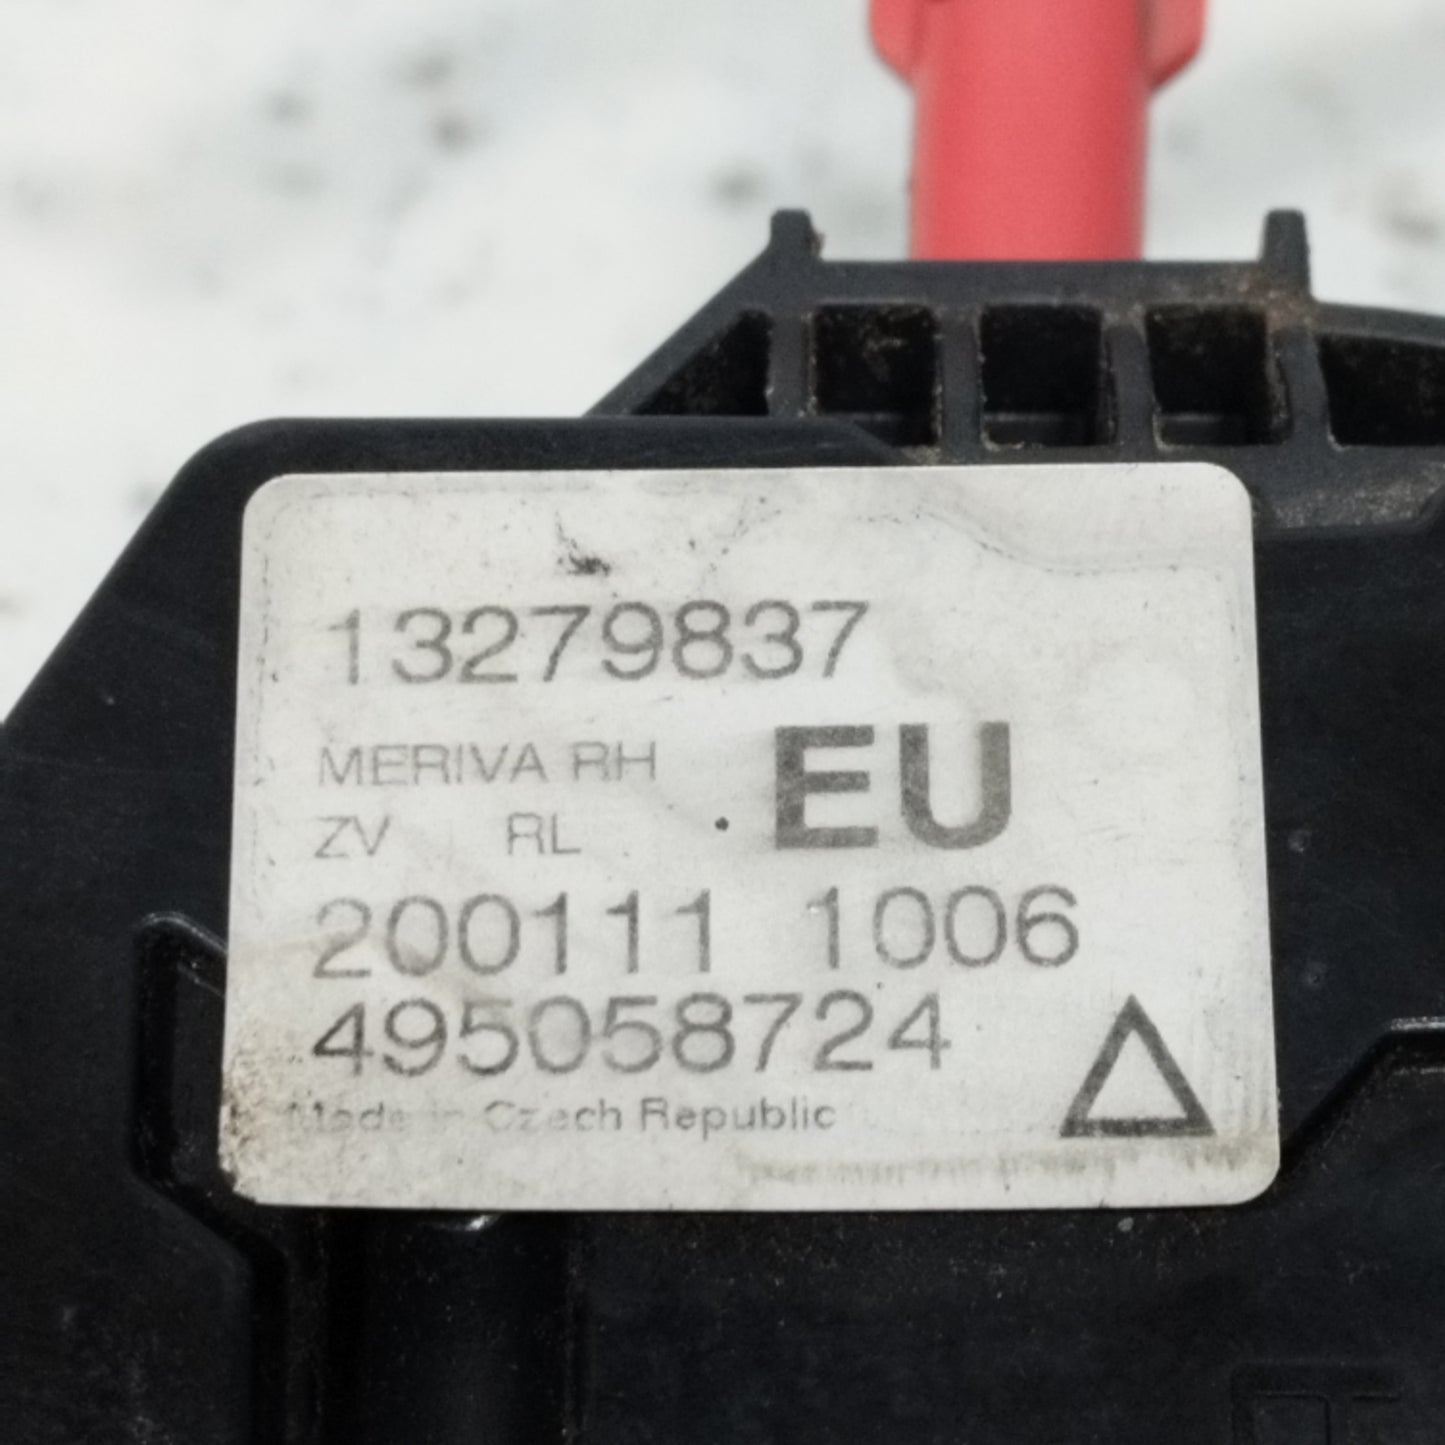 13279837
MERIVA RH
ZV RL
EU
200111 1006
495058724
Made in Czech Republic